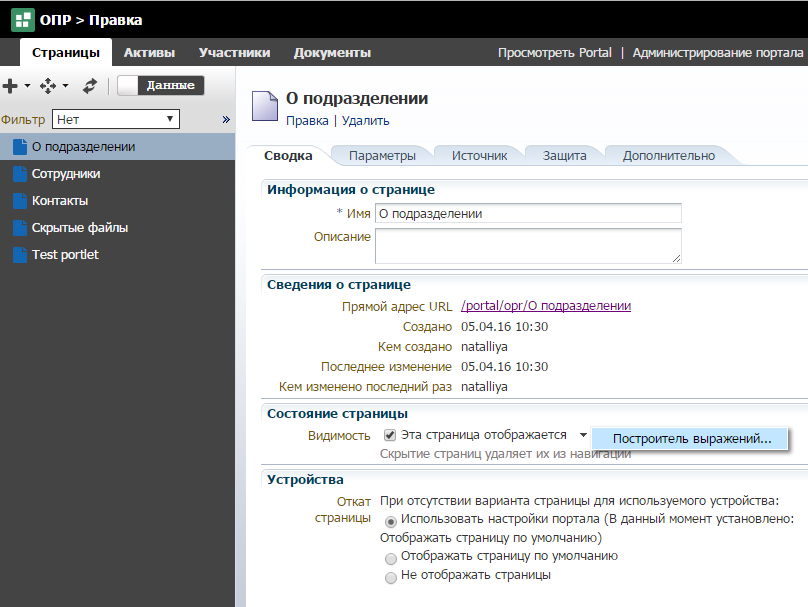 ОПР > Правка
Страницы Активы Участники Документы Просмотреть Portal | Администрирование портала
Данные
Фильтр Нет »
О подразделении
Сотрудники
Контакты
Скрытые файлы
Test portlet
О подразделении
Правка | Удалить
Сводка Параметры Источник Защита Дополнительно
Информация о странице
* Имя О подразделении
Описание
Сведения о странице
Прямой адрес URL /portal/opr/О подразделении
Создано 05.04.16 10:30
Кем создано natalliya
Последнее изменение 05.04.16 10:30
Кем изменено последний раз natalliya
Состояние страницы
Видимость Эта страница отображается Построитель выражений...
Скрытие страниц удаляет их из навигации
Устройства
Откат страницы При отсутствии варианта страницы для используемого устройства:
Использовать настройки портала (В данный момент установлено:
Отображать страницу по умолчанию)
Отображать страницу по умолчанию
Не отображать страницы